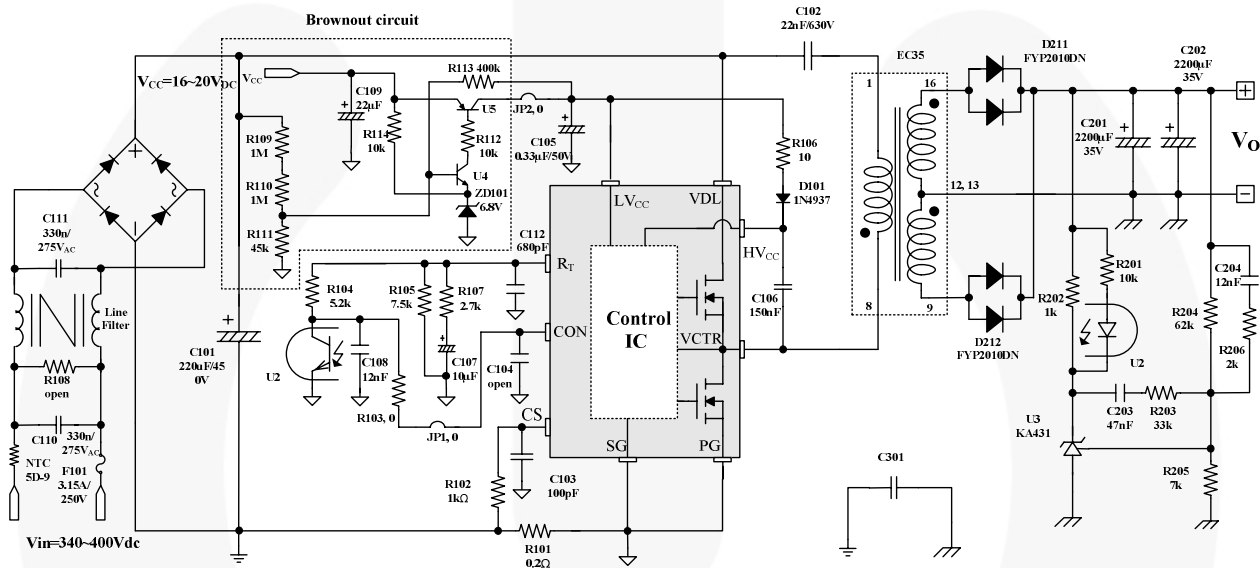 Brownout circuit
C102
22nF/630V
EC35
D211
FYP2010DN
C202
2200μF
35V
VCC=16~20VDC
VCC
C109
22μF
R113 400k
U5
JP2, 0
R114
10k
R112
10k
C105
0.33μF/50V
R109
1M
R110
1M
R111
45k
U4
ZD101
6.8V
R106
10
D101
1N4937
1
16
C201
2200μF
35V
VO
12, 13
C111
330n/
275VAC
LVCC
VDL
HVCC
C112
680pF
RT
R104
5.2k
R105
7.5k
R107
2.7k
Line
Filter
C101
220uF/45
0V
Control
IC
VCTR
CON
C106
150nF
8
9
D212
FYP2010DN
R202
1k
R201
10k
U2
R204
62k
C204
12nF
R206
2k
U2
C108
12nF
C107
10μF
C104
open
R103, 0
JP1, 0
R108
open
C110
330n/
275VAC
NTC
5D-9
F101
3.15A/
250V
CS
SG
PG
R102
1kΩ
C103
100pF
R101
0.2Ω
C301
U3
KA431
C203
47nF
R203
33k
R205
7k
Vin=340~400Vdc